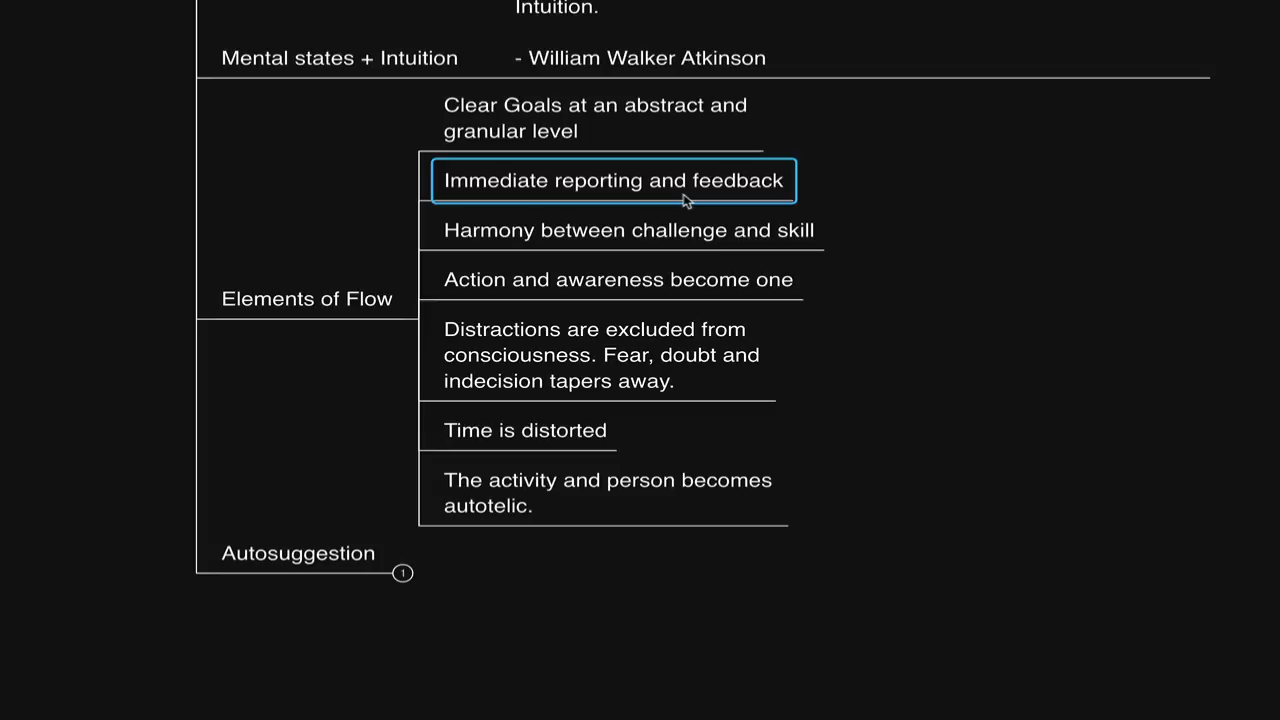 Intuition.
Mental states + Intuition
- William Walker Atkinson
Clear Goals at an abstract and
granular level
Immediate reporting and feedback
Harmony between challenge and skill
Action and awareness become one
Elements of Flow
Distractions are excluded from
consciousness. Fear, doubt and
indecision tapers away.
Time is distorted
The activity and person becomes
autotelic.
Autosuggestion
1